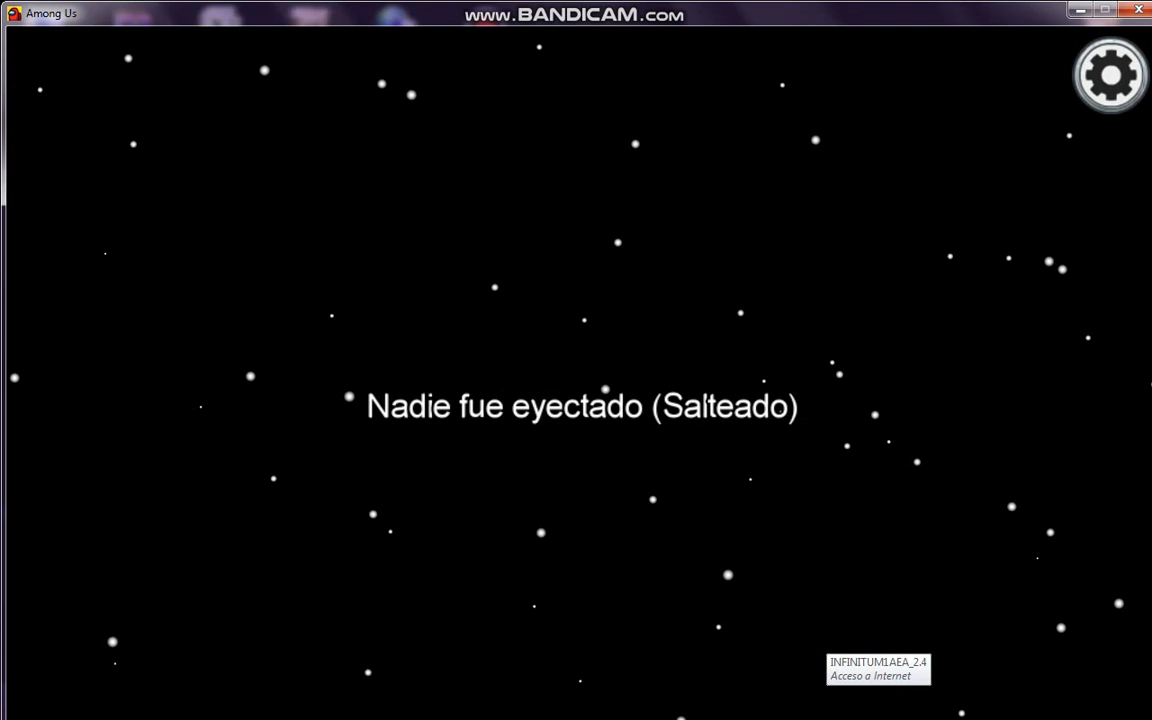 Among Us
www.BANDICAM.com
Nadie fue eyectado (Salteado)
INFINITUM1AEA_2.4
Acceso a Internet